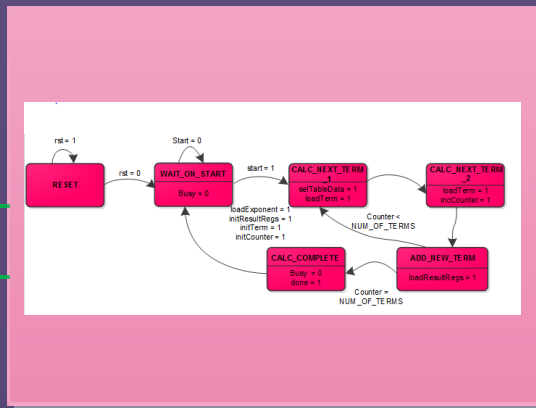 rst = 1
Start = 0
RESET
rst = 0
WAIT_ON_START
Busy = 0
start = 1
loadExponent = 1
initResultRegs = 1
initTerm = 1
initCounter = 1
CALC_NEXT_TERM
_1
selTableData = 1
loadTerm = 1
CALC_NEXT_TERM
_2
loadTerm = 1
incCounter = 1
Counter <
NUM_OF_TERMS
CALC_COMPLETE
Busy = 0
done = 1
Counter =
NUM_OF_TERMS
ADD_NEW_TERM
loadResultRegs = 1